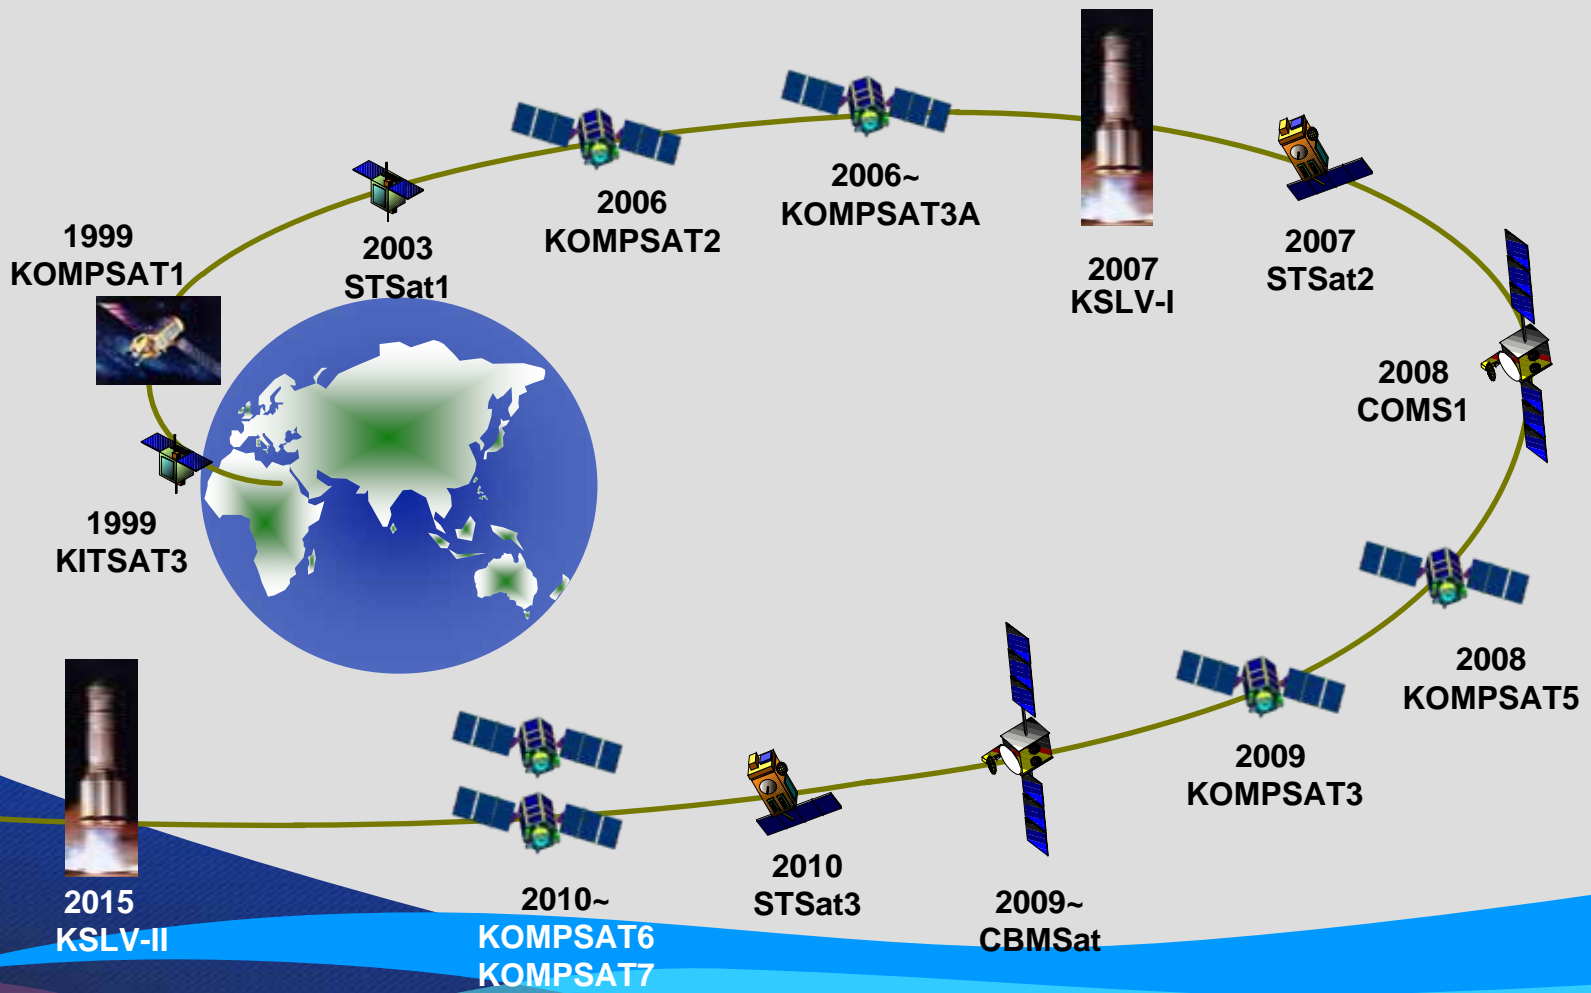 1999
KITSAT3
1999
KOMPSAT1
2003
STSat1
2006
KOMPSAT2
2006~
KOMPSAT3A
2007
KSLV-I
2007
STSat2
2008
COMS1
2008
KOMPSAT5
2009
KOMPSAT3
2009~
CBMSat
2010
STSat3
2010~
KOMPSAT6
KOMPSAT7
2015
KSLV-II